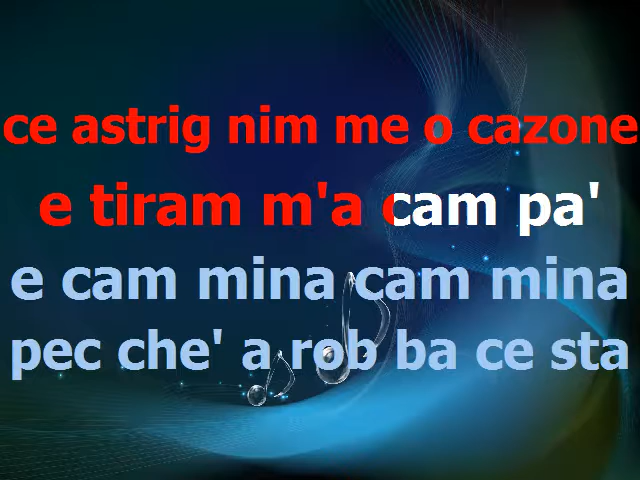 ce astrig nim me o cazone
e tiram m'a cam pa'
e cam mina cam mina
pec che' a rob ba ce sta